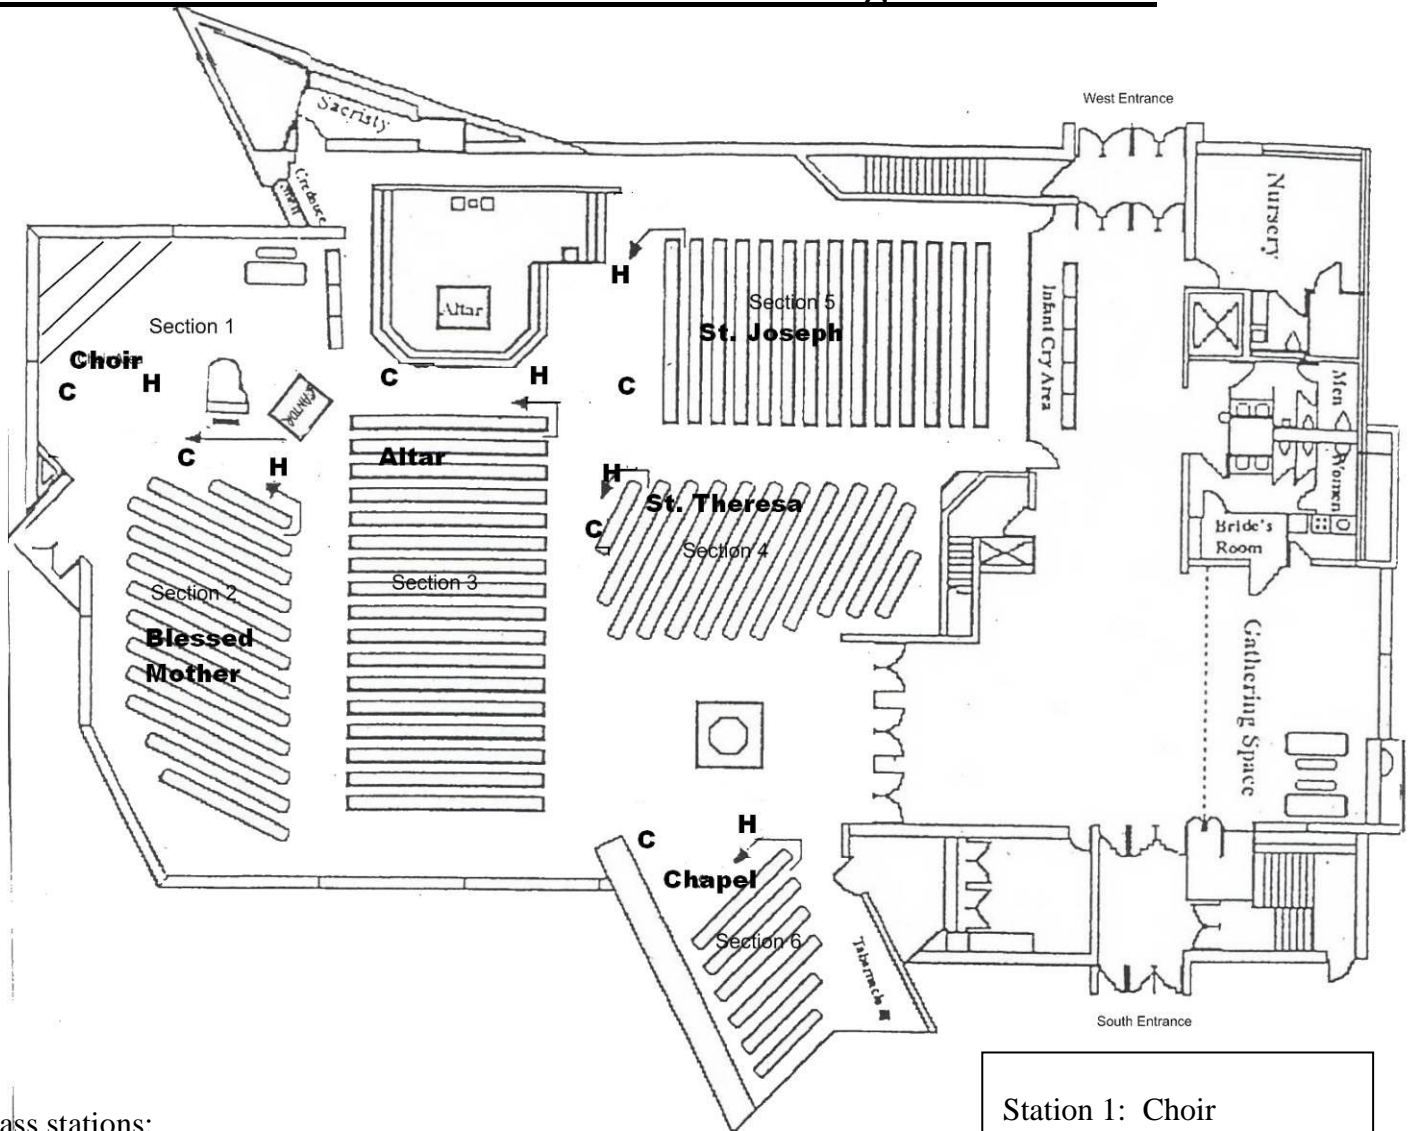 West Entrance
Sacristy
Credence
Nursery
Altar
H
Section 1
Section 5
St. Joseph
Infant Cry Area
Choir
C
H
C
H
C
Men
Women
CANTOR
C
H
Altar
H
St. Theresa
C
Section 4
Bride's
Room
Section 2
Section 3
Blessed
Mother
Gathering Space
C
H
Chapel
Section 6
Tabernacle
South Entrance
Station 1: Choir
ass stations: